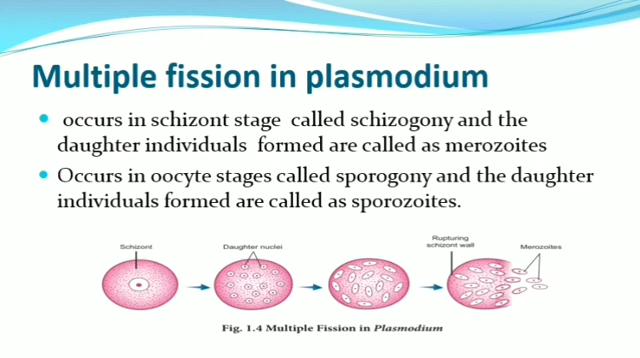 Multiple fission in plasmodium
occurs in schizont stage called schizogony and the
daughter individuals formed are called as merozoites
Occurs in oocyte stages called sporogony and the daughter
individuals formed are called as sporozoites.
Schizont
Daughter nuclei
Rupturing
schizont wall
Merozoites
Fig. 1.4 Multiple Fission in Plasmodium